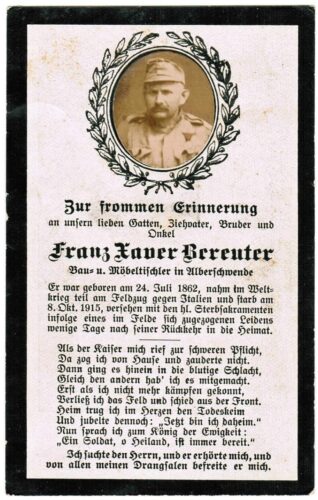 Zur frommen Erinnerung
an unsern lieben Gatten, Ziehvater, Bruder und
Onkel
Franz Xaver Bereuter
Bau- u. Möbeltischler in Alberschwende
Er war geboren am 24. Juli 1862, nahm im Welt-
krieg teil am Feldzug gegen Italien und starb am
8. Okt. 1915, versehen mit den hl. Sterbsakramenten
infolge eines im Felde sich zugezogenen Leidens
wenige Tage nach seiner Rückkehr in die Heimat.
Als der Kaiser mich rief zur schweren Pflicht,
Da zog ich von Hause und zauderte nicht.
Dann ging es hinein in die blutige Schlacht,
Gleich den andern hab' ich es mitgemacht.
Erst als ich nicht mehr kämpfen gekonnt,
Verließ ich das Feld und schied aus der Front.
Heim trug ich im Herzen den Todeskeim
Und jubelte dennoch: „Jetzt bin ich daheim."
Nun sprach ich zum König der Ewigkeit:
„Ein Soldat, o Heiland, ist immer bereit."
Ich suchte den Herrn, und er erhörte mich, und
von allen meinen Drangsalen befreite er mich.